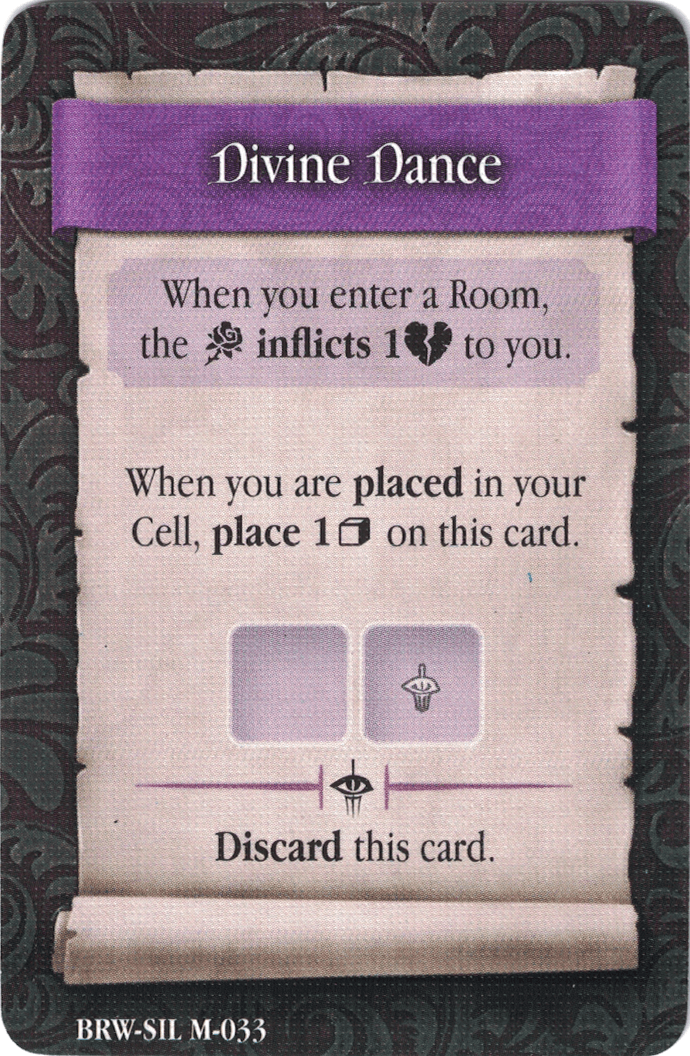 Divine Dance
When you enter a Room,
the inflicts 1 to you.
When you are placed in your
Cell, place 1 on this card.
Discard this card.
BRW-SIL M-033